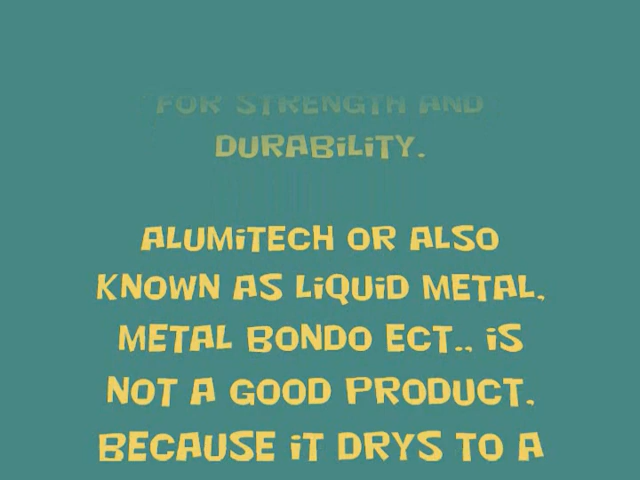 FOR STRENGTH AND
DURABiLiTY.
ALUMiTECH OR ALSO
KNOWN AS LiQUiD METAL,
METAL BONDO ECT., iS
NOT A GOOD PRODUCT.
BECAUSE iT DRYS TO A